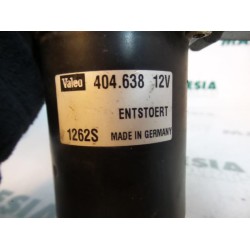 Valeo 404.638 12V
ENTSTOERT
1262S MADE IN GERMANY